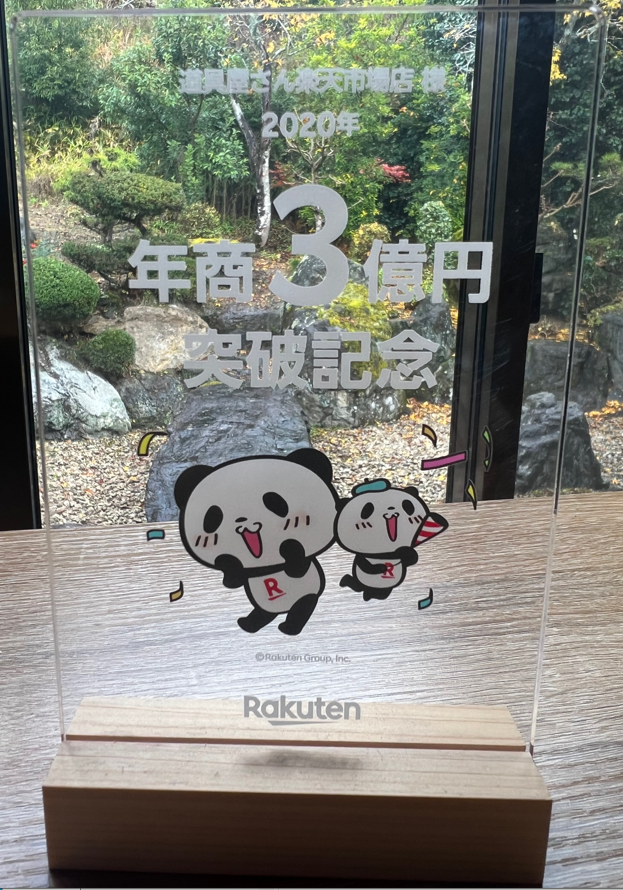 道具屋さん楽天市場店 様
2020年
年商3億円
突破記念
R
R
©Rakuten Group, Inc.
Rakuten